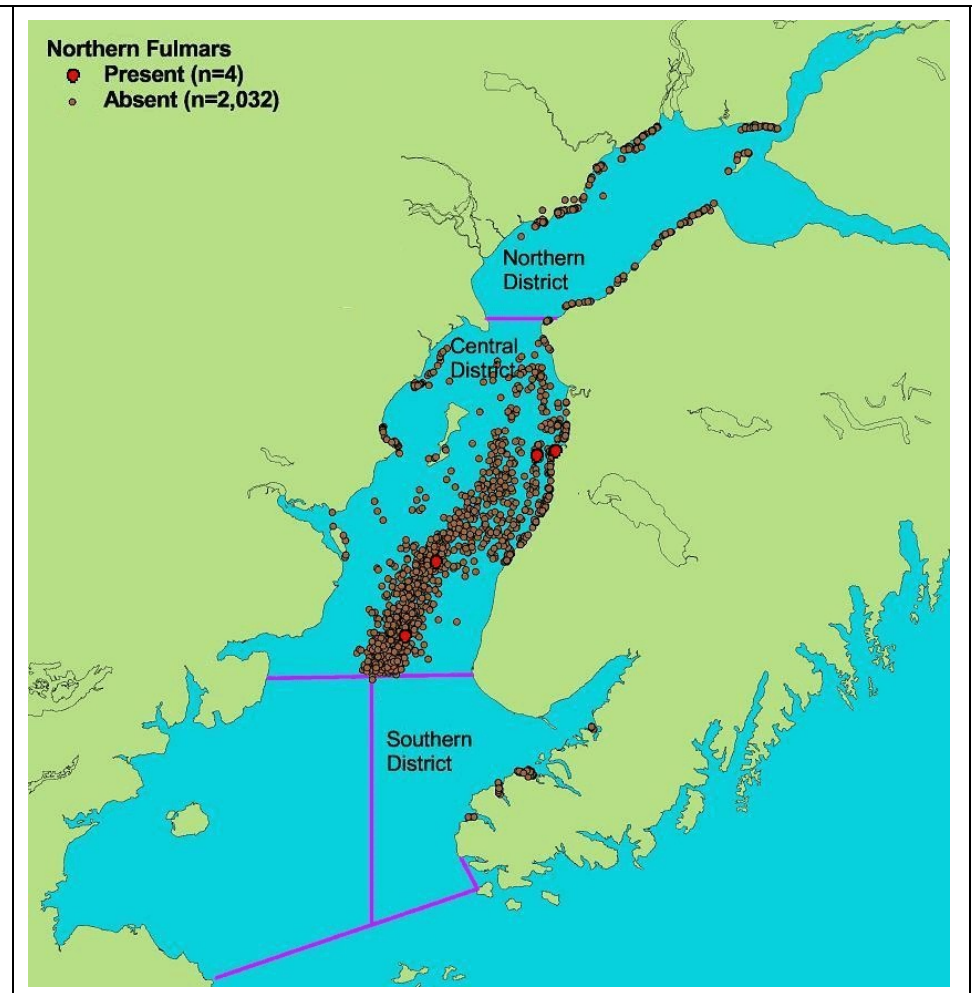 Northern Fulmars
Present (n=4)
Absent (n=2,032)
Northern
District
Central
District
Southern
District